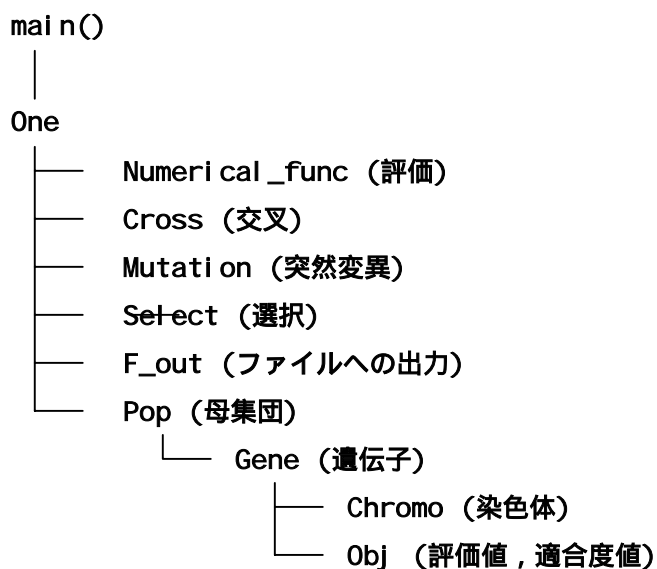 main()
One
Numerical_func (評価)
Cross (交叉)
Mutation (突然変異)
Select (選択)
F_out (ファイルへの出力)
Pop (母集団)
Gene (遺伝子)
Chromo (染色体)
Obj (評価値，適合度値)